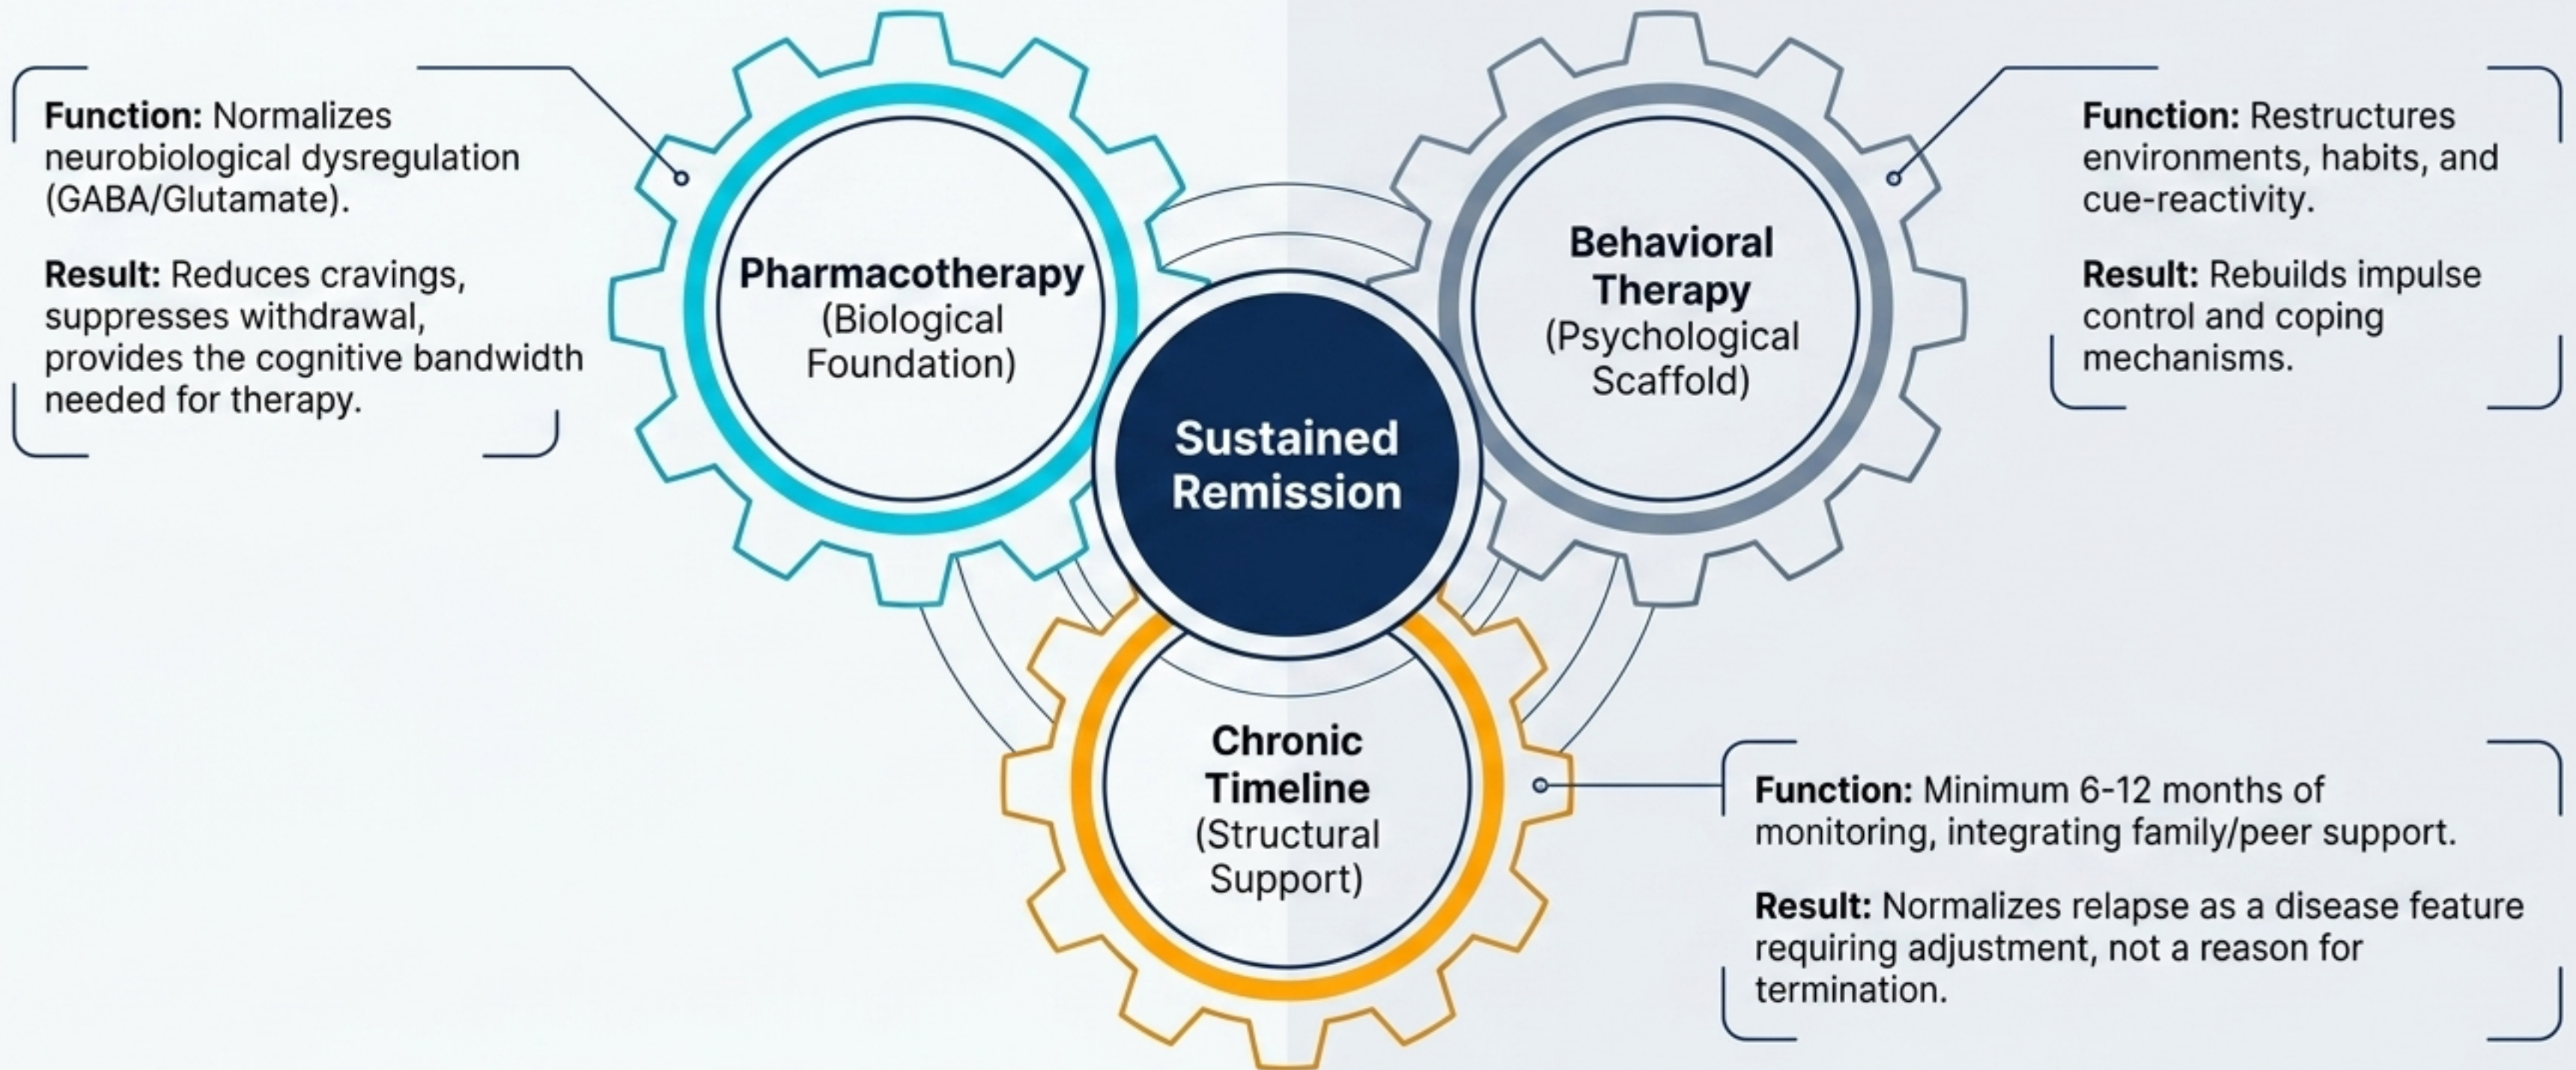 Function: Normalizes
neurobiological dysregulation
(GABA/Glutamate).
Result: Reduces cravings,
suppresses withdrawal,
provides the cognitive bandwidth
needed for therapy.
Pharmacotherapy
(Biological
Foundation)
Behavioral
Therapy
(Psychological
Scaffold)
Function: Restructures
environments, habits, and
cue-reactivity.
Result: Rebuilds impulse
control and coping
mechanisms.
Sustained
Remission
Chronic
Timeline
(Structural
Support)
Function: Minimum 6-12 months of
monitoring, integrating family/peer support.
Result: Normalizes relapse as a disease feature
requiring adjustment, not a reason for
termination.